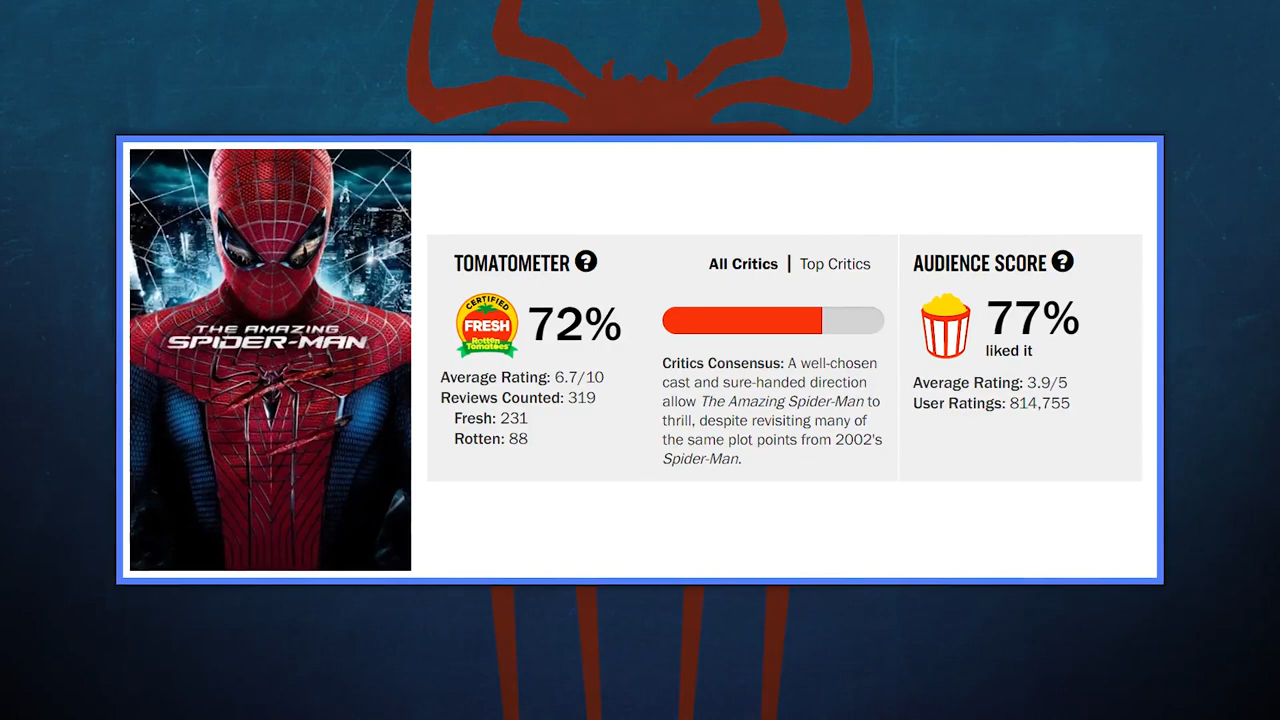 THE AMAZING
SPIDER-MAN
TOMATOMETER ?
All Critics | Top Critics
AUDIENCE SCORE ?
CERTIFIED
FRESH
Rotten
Tomatoes
72%
77%
liked it
Average Rating: 6.7/10
Reviews Counted: 319
Fresh: 231
Rotten: 88
Critics Consensus: A well-chosen
cast and sure-handed direction
allow The Amazing Spider-Man to
thrill, despite revisiting many of
the same plot points from 2002's
Spider-Man.
Average Rating: 3.9/5
User Ratings: 814,755